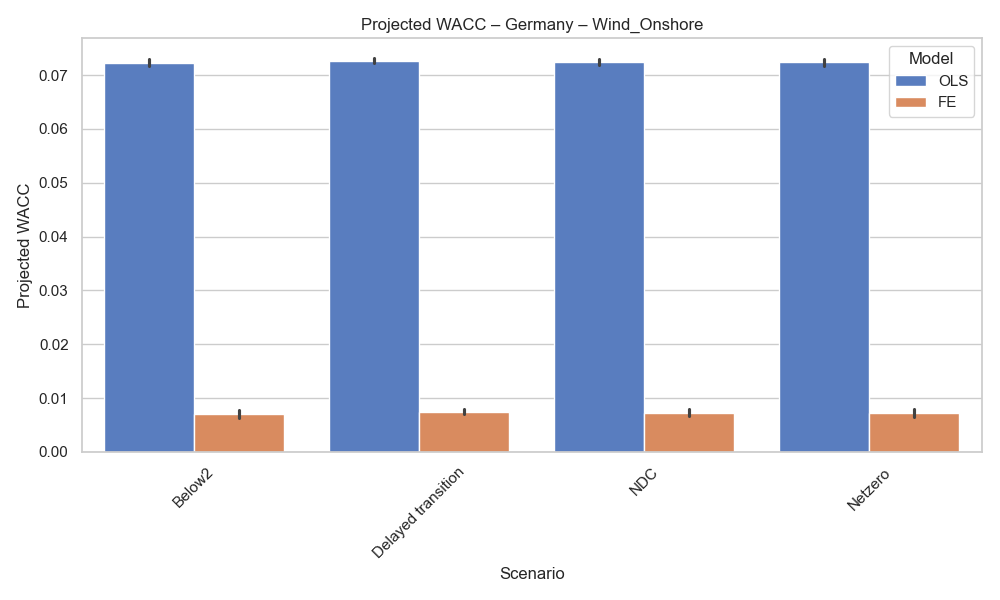 Projected WACC – Germany – Wind_Onshore
Model
OLS
FE
Projected WACC
0.07
0.06
0.05
0.04
0.03
0.02
0.01
0.00
Below2
Delayed transition
NDC
Netzero
Scenario